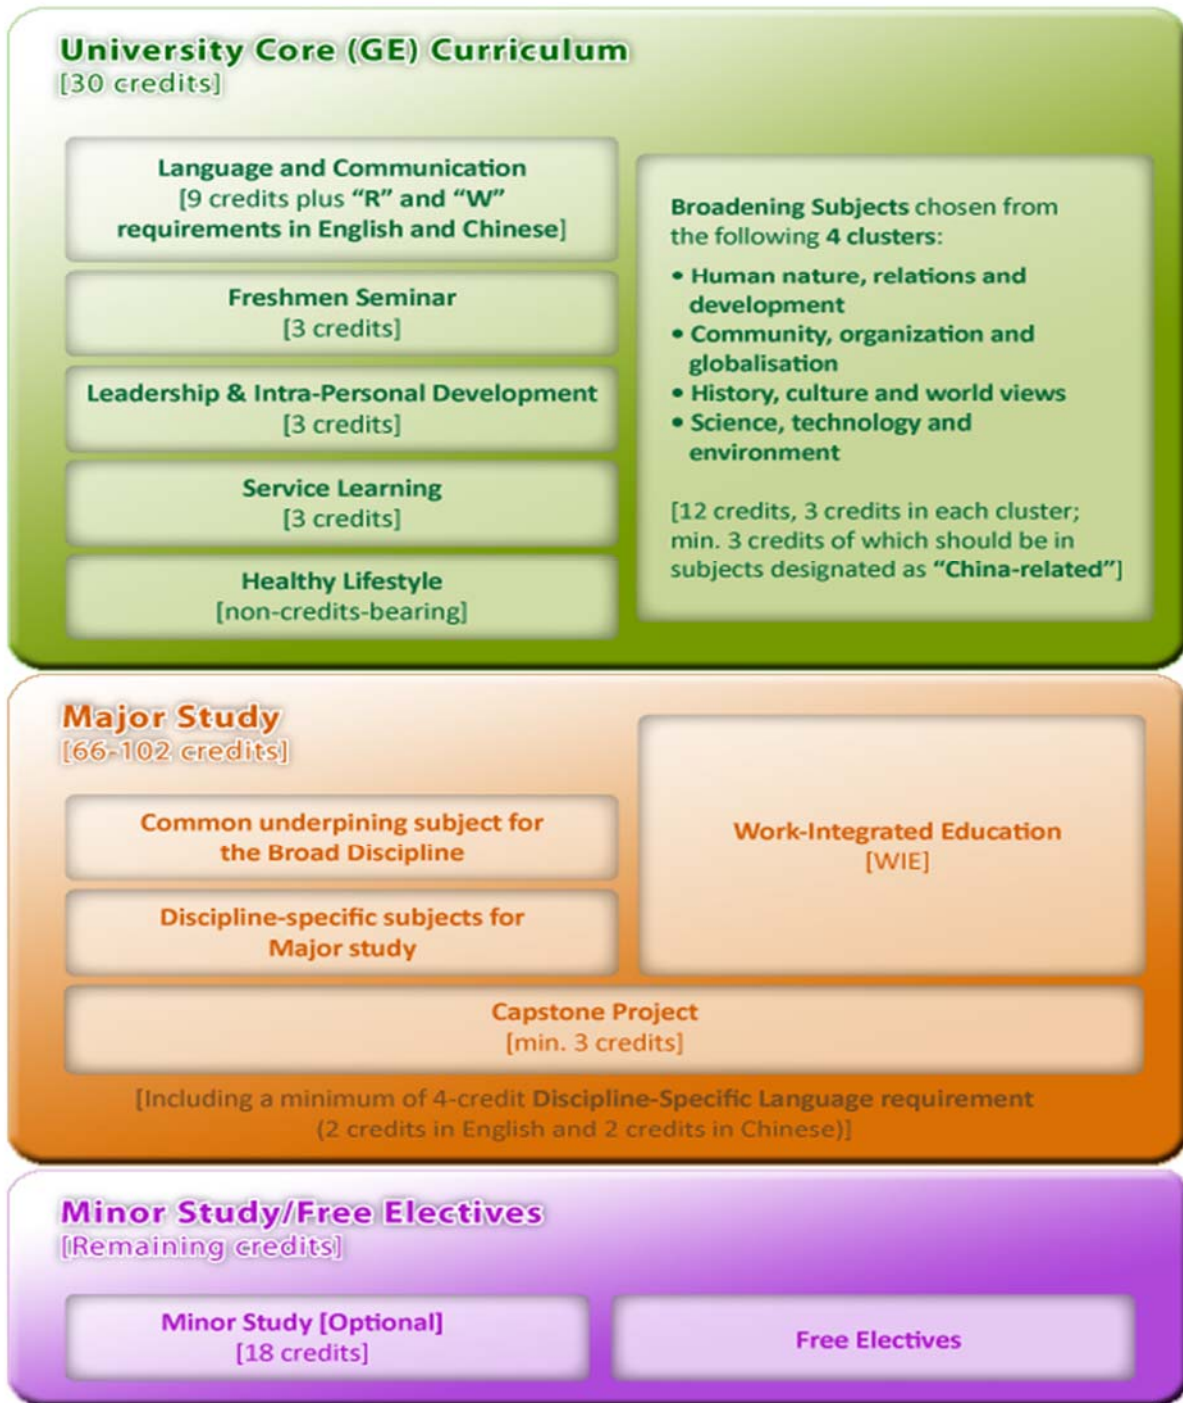 University Core (GE) Curriculum
[30 credits]
Language and Communication
[9 credits plus “R” and “W”
requirements in English and Chinese]
Freshmen Seminar
[3 credits]
Leadership & Intra-Personal Development
[3 credits]
Service Learning
[3 credits]
Healthy Lifestyle
[non-credits-bearing]
Broadening Subjects chosen from
the following 4 clusters:
• Human nature, relations and
development
• Community, organization and
globalisation
• History, culture and world views
• Science, technology and
environment
[12 credits, 3 credits in each cluster;
min. 3 credits of which should be in
subjects designated as “China-related”]
Major Study
[66-102 credits]
Common underpining subject for
the Broad Discipline
Discipline-specific subjects for
Major study
Work-Integrated Education
[WIE]
Capstone Project
[min. 3 credits]
[Including a minimum of 4-credit Discipline-Specific Language requirement
(2 credits in English and 2 credits in Chinese)]
Minor Study/Free Electives
[Remaining credits]
Minor Study [Optional]
[18 credits]
Free Electives